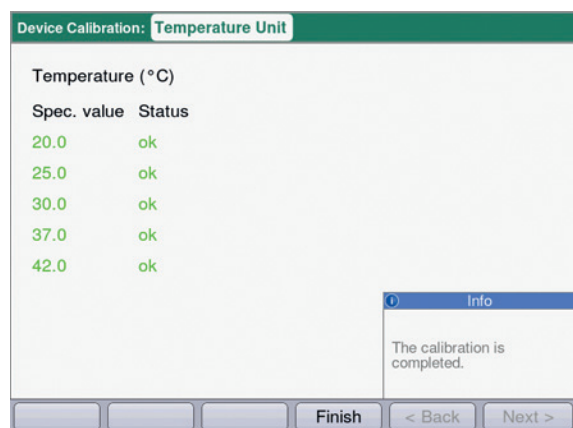 Device Calibration: Temperature Unit
Temperature (°C)
Spec. value Status
20.0 ok
25.0 ok
30.0 ok
37.0 ok
42.0 ok
i Info
The calibration is
completed.
Finish < Back Next >